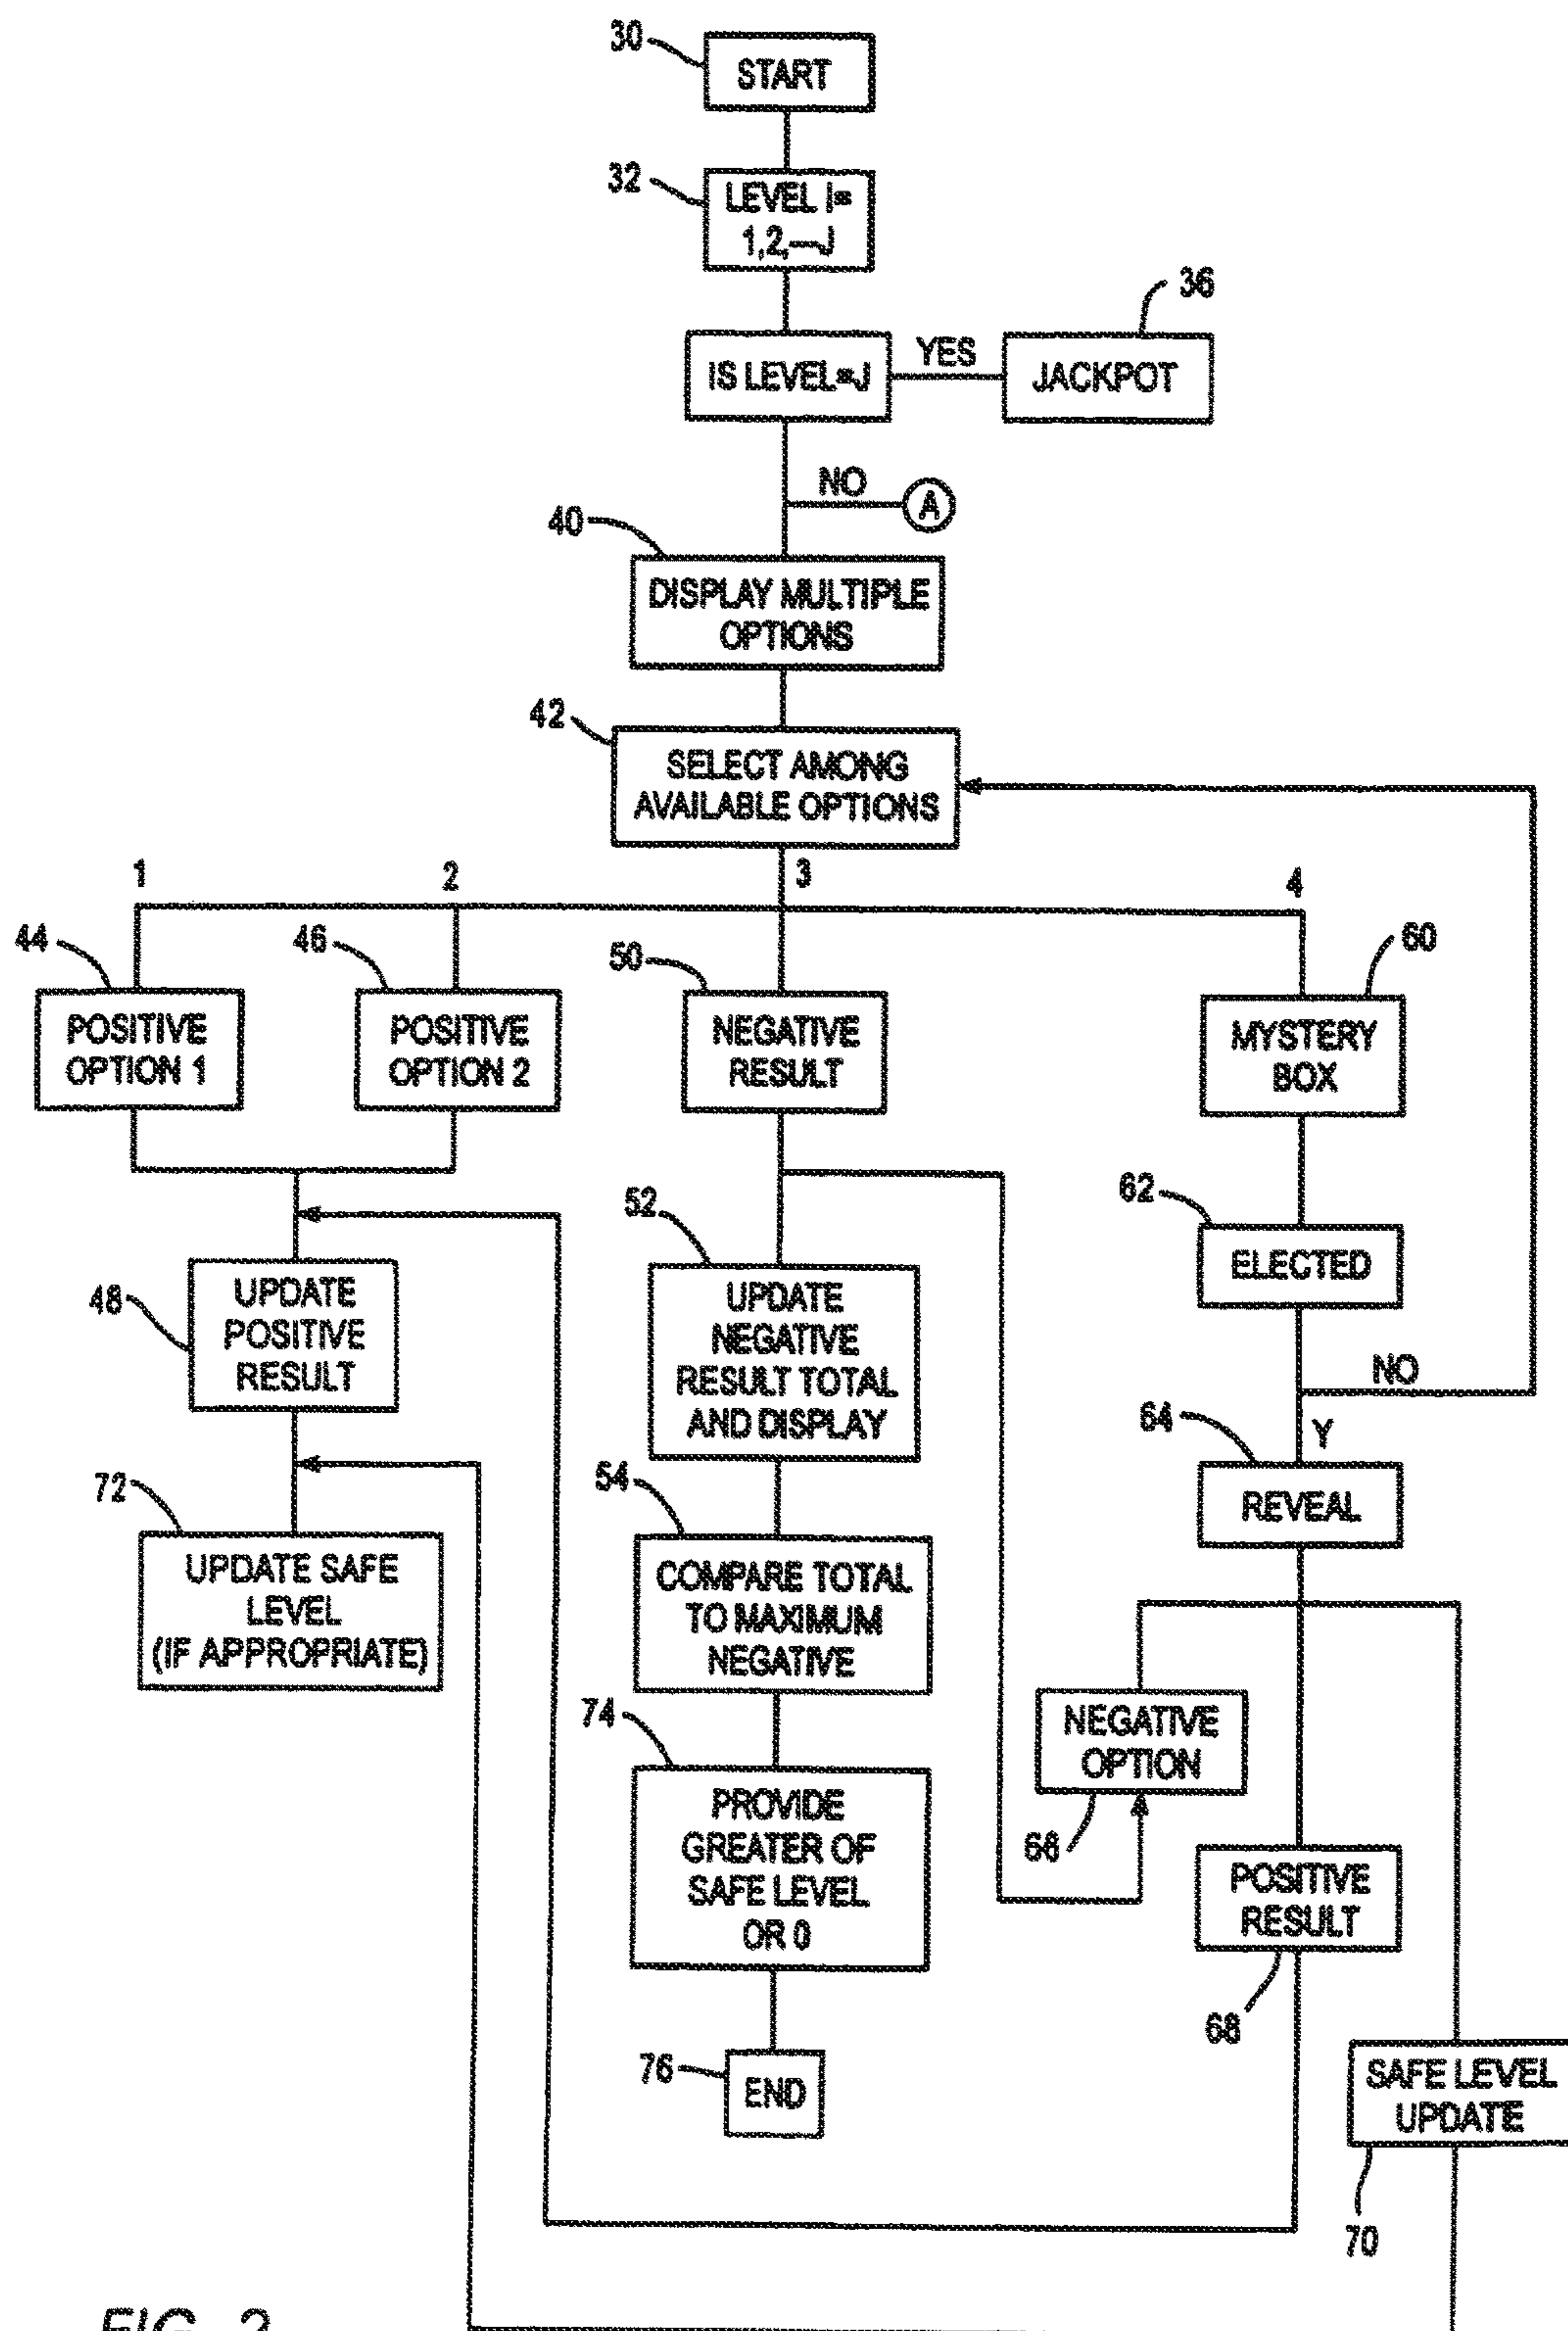 30
START
32
LEVEL I=
1,2,—J
36
IS LEVEL=J
YES
JACKPOT
NO
A
40
DISPLAY MULTIPLE
OPTIONS
42
SELECT AMONG
AVAILABLE OPTIONS
1
2
3
4
44
46
50
60
POSITIVE
OPTION 1
POSITIVE
OPTION 2
NEGATIVE
RESULT
MYSTERY
BOX
52
62
ELECTED
48
UPDATE
POSITIVE
RESULT
UPDATE
NEGATIVE
RESULT TOTAL
AND DISPLAY
NO
64
Y
REVEAL
72
UPDATE SAFE
LEVEL
(IF APPROPRIATE)
54
COMPARE TOTAL
TO MAXIMUM
NEGATIVE
74
PROVIDE
GREATER OF
SAFE LEVEL
OR 0
NEGATIVE
OPTION
66
POSITIVE
RESULT
68
76
END
SAFE LEVEL
UPDATE
70
FIG. 2